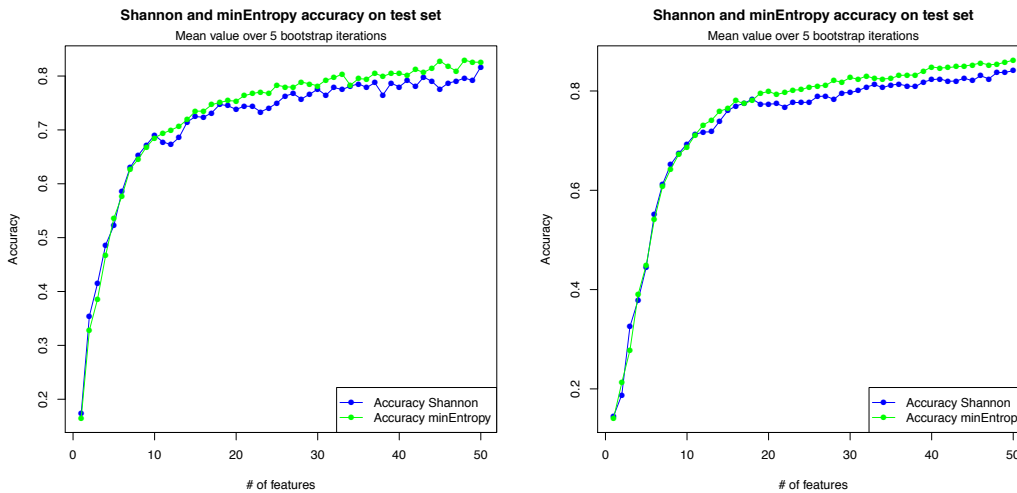 Shannon and minEntropy accuracy on test set
Mean value over 5 bootstrap iterations
Accuracy
0.8
0.7
0.6
0.5
0.4
0.3
0.2
0
10
20
30
40
50
# of features
Accuracy Shannon
Accuracy minEntropy
Shannon and minEntropy accuracy on test set
Mean value over 5 bootstrap iterations
Accuracy
0.8
0.6
0.4
0.2
0
10
20
30
40
50
# of features
Accuracy Shannon
Accuracy minEntrop